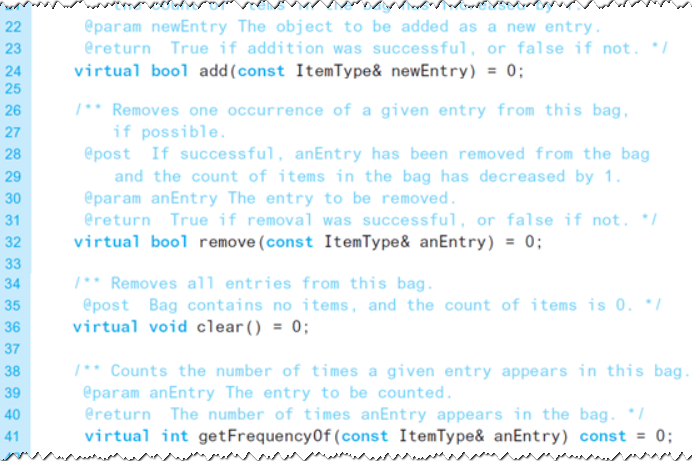 22 @param newEntry The object to be added as a new entry.
23 @return True if addition was successful, or false if not. */
24 virtual bool add(const ItemType& newEntry) = 0;
25
26 /** Removes one occurrence of a given entry from this bag,
27 if possible.
28 @post If successful, anEntry has been removed from the bag
29 and the count of items in the bag has decreased by 1.
30 @param anEntry The entry to be removed.
31 @return True if removal was successful, or false if not. */
32 virtual bool remove(const ItemType& anEntry) = 0;
33
34 /** Removes all entries from this bag.
35 @post Bag contains no items, and the count of items is 0. */
36 virtual void clear() = 0;
37
38 /** Counts the number of times a given entry appears in this bag.
39 @param anEntry The entry to be counted.
40 @return The number of times anEntry appears in the bag. */
41 virtual int getFrequencyOf(const ItemType& anEntry) const = 0;